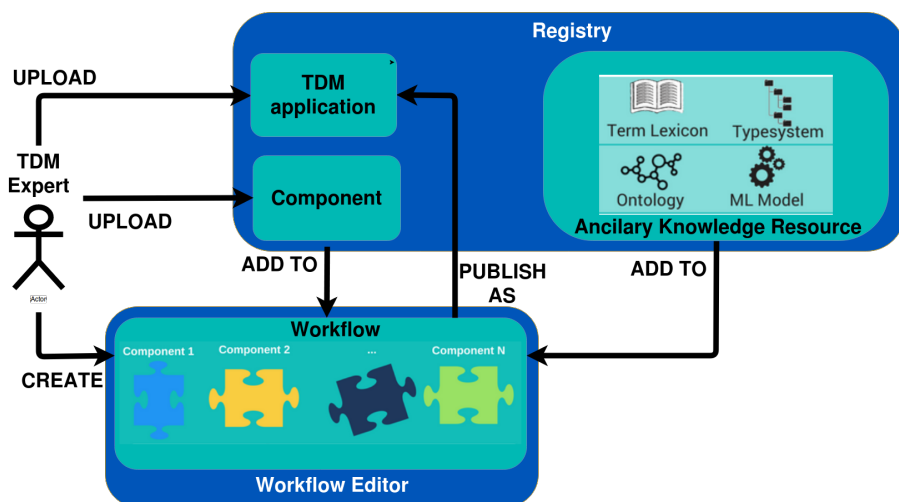 Registry
UPLOAD
TDM
application
Term Lexicon
Typesystem
TDM
Expert
Component
UPLOAD
Ontology
ML Model
Ancilary Knowledge Resource
ADD TO
PUBLISH
AS
ADD TO
Actor
Workflow
Component 1
Component 2
...
Component N
CREATE
Workflow Editor